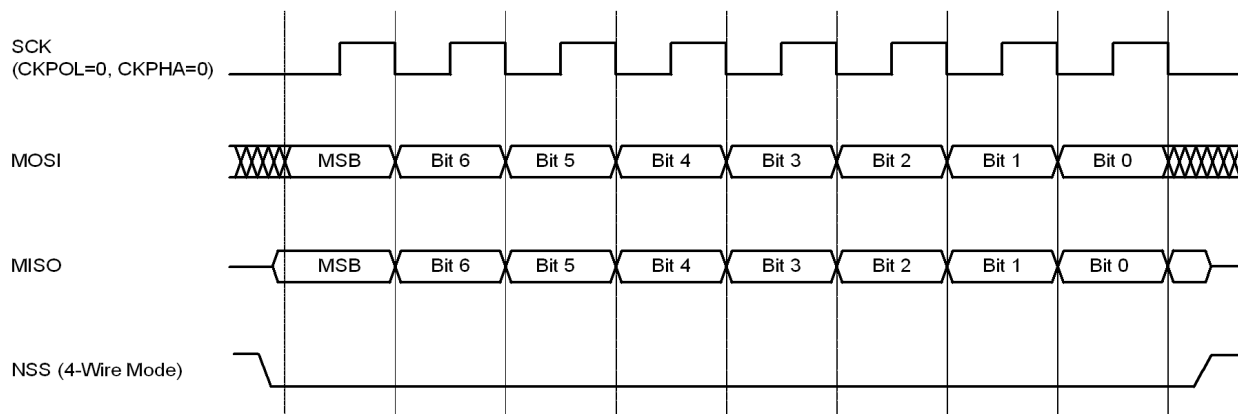 SCK
(CKPOL=0, CKPHA=0)
MOSI
MSB Bit 6 Bit 5 Bit 4 Bit 3 Bit 2 Bit 1 Bit 0
MISO
MSB Bit 6 Bit 5 Bit 4 Bit 3 Bit 2 Bit 1 Bit 0
NSS (4-Wire Mode)